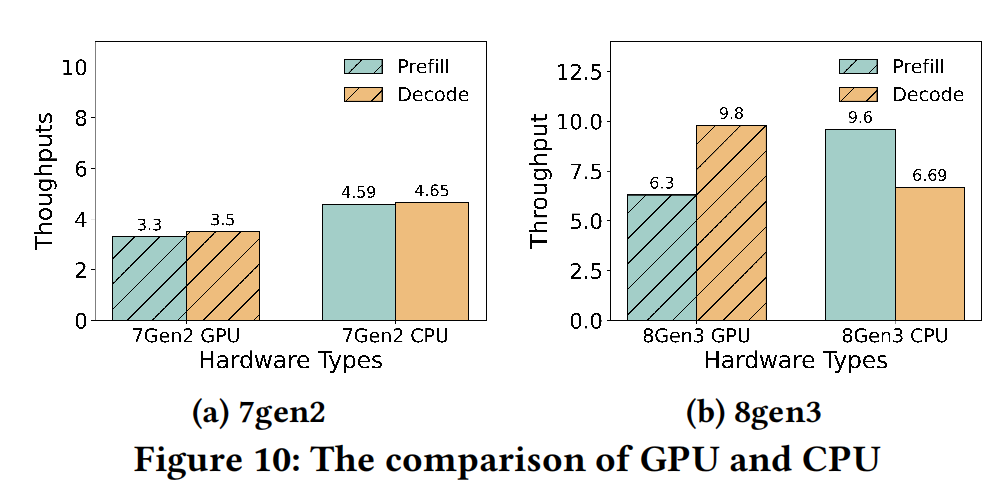 Thoughputs
10
8
6
4
2
0
Prefill
Decode
3.3
3.5
4.59
4.65
7Gen2 GPU
7Gen2 CPU
Hardware Types
(a) 7gen2
Throughput
12.5
10.0
7.5
5.0
2.5
0.0
Prefill
Decode
6.3
9.8
9.6
6.69
8Gen3 GPU
8Gen3 CPU
Hardware Types
(b) 8gen3
Figure 10: The comparison of GPU and CPU